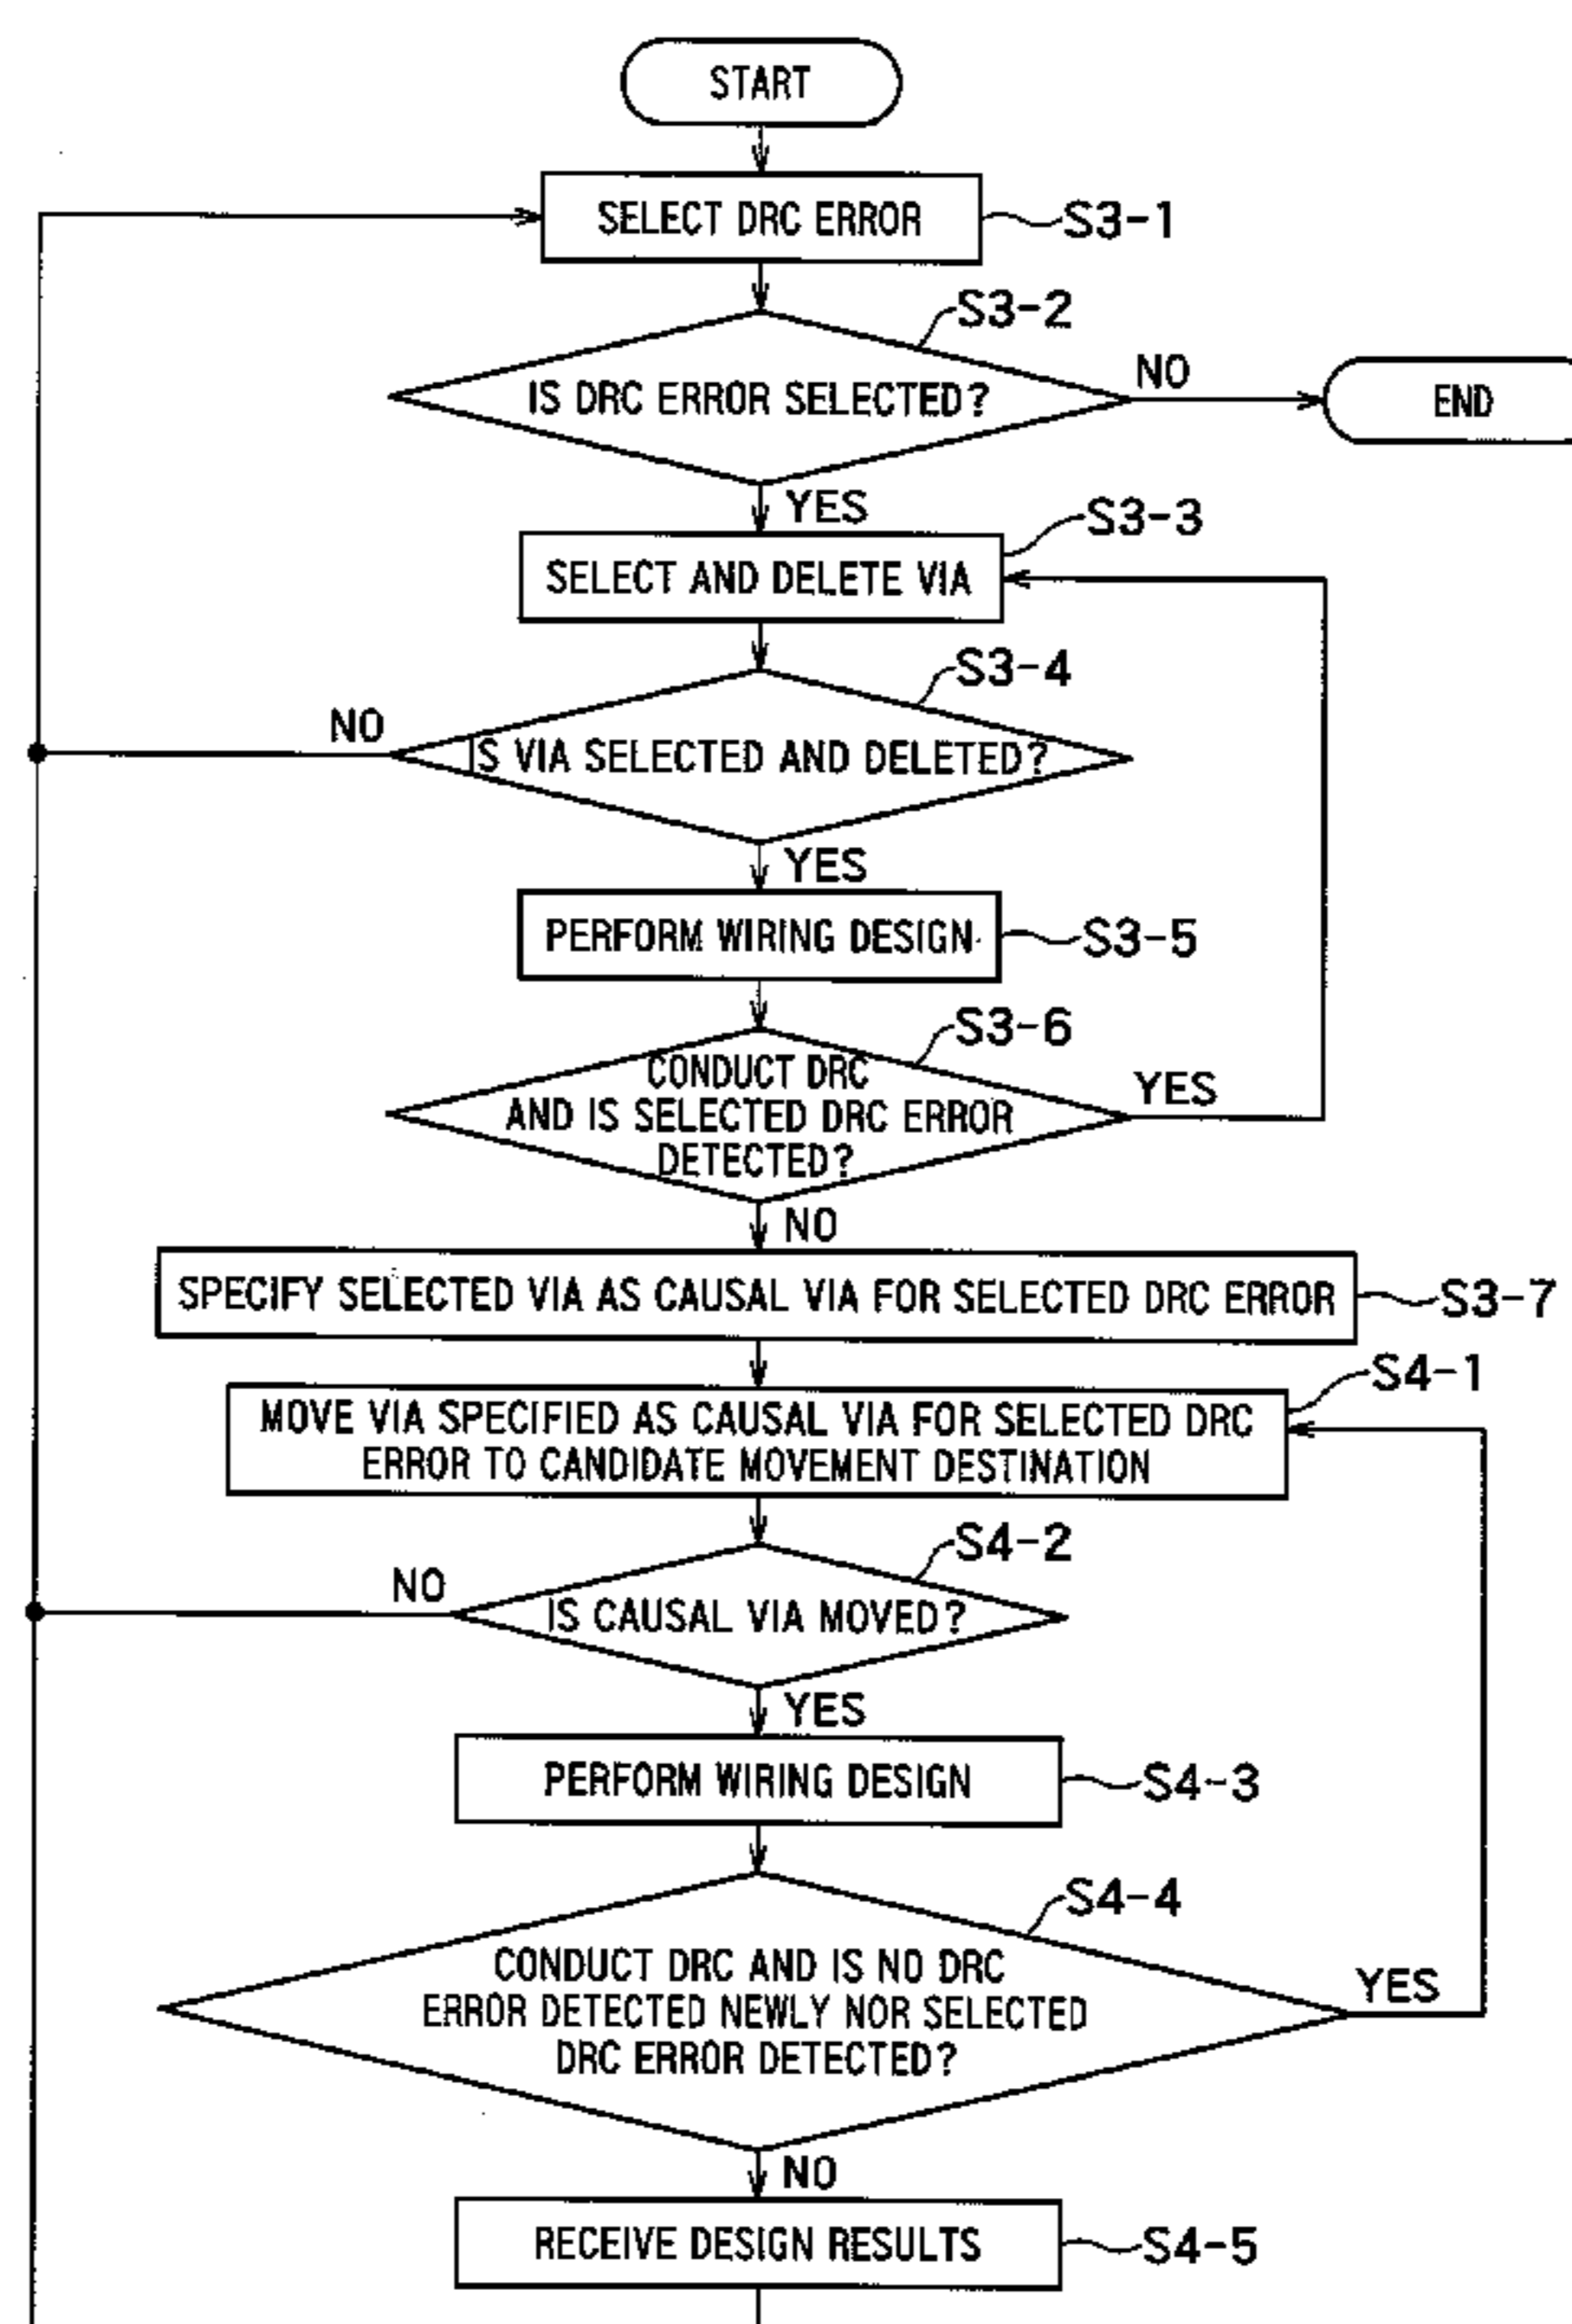 START
SELECT DRC ERROR
S3-1
S3-2
IS DRC ERROR SELECTED?
NO
END
YES
S3-3
SELECT AND DELETE VIA
S3-4
NO
IS VIA SELECTED AND DELETED?
YES
PERFORM WIRING DESIGN
S3-5
S3-6
CONDUCT DRC
AND IS SELECTED DRC ERROR
DETECTED?
YES
NO
SPECIFY SELECTED VIA AS CAUSAL VIA FOR SELECTED DRC ERROR
S3-7
S4-1
MOVE VIA SPECIFIED AS CAUSAL VIA FOR SELECTED DRC
ERROR TO CANDIDATE MOVEMENT DESTINATION
S4-2
NO
IS CAUSAL VIA MOVED?
YES
PERFORM WIRING DESIGN
S4-3
S4-4
CONDUCT DRC AND IS NO DRC
ERROR DETECTED NEWLY NOR SELECTED
DRC ERROR DETECTED?
YES
NO
RECEIVE DESIGN RESULTS
S4-5